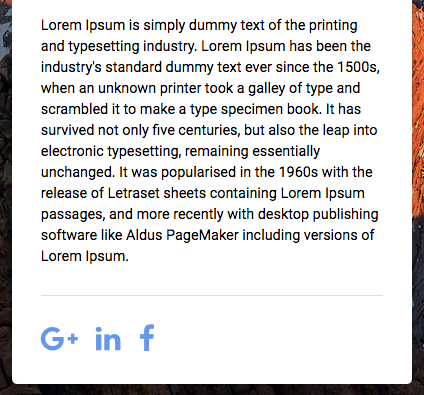 Lorem Ipsum is simply dummy text of the printing
and typesetting industry. Lorem Ipsum has been the
industry's standard dummy text ever since the 1500s,
when an unknown printer took a galley of type and
scrambled it to make a type specimen book. It has
survived not only five centuries, but also the leap into
electronic typesetting, remaining essentially
unchanged. It was popularised in the 1960s with the
release of Letraset sheets containing Lorem Ipsum
passages, and more recently with desktop publishing
software like Aldus PageMaker including versions of
Lorem Ipsum.
G+ in f